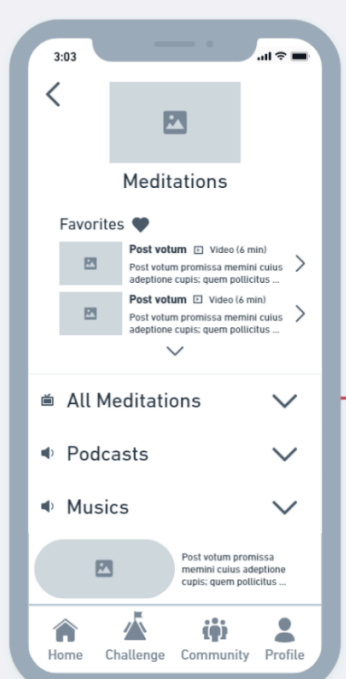 3:03
Meditations
Favorites
Post votum Video (6 min)
Post votum promissa memini cuius
adeptione cupis; quem pollicitus ...
Post votum Video (6 min)
Post votum promissa memini cuius
adeptione cupis; quem pollicitus ...
All Meditations
Podcasts
Musics
Post votum promissa
memini cuius adeptione
cupis; quem pollicitus ...
Home Challenge Community Profile